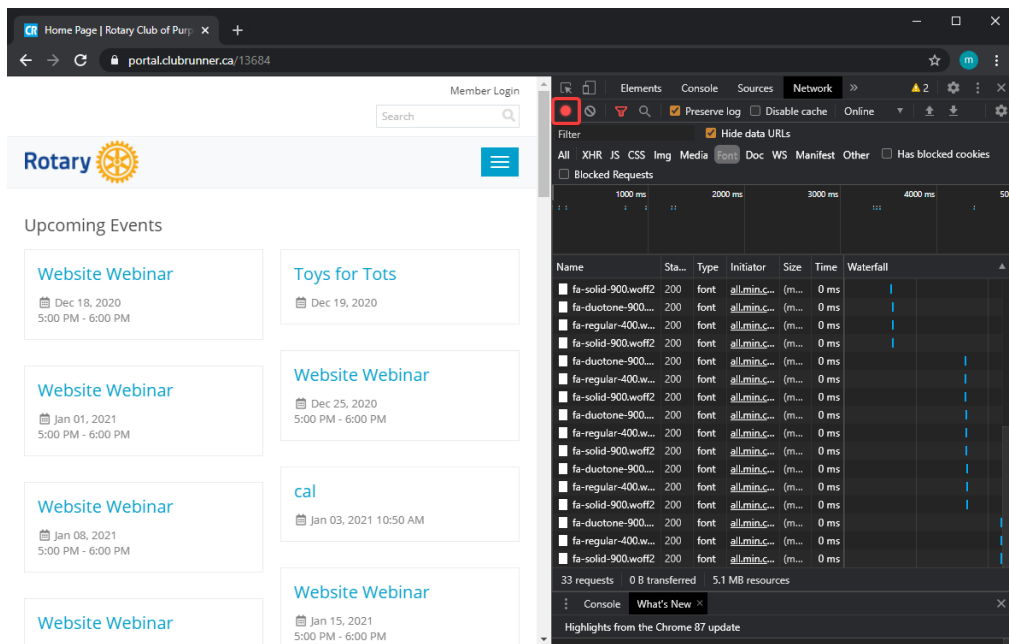 CR Home Page | Rotary Club of Purp
portal.clubrunner.ca/13684
m
Member Login
Search
Rotary
Upcoming Events
Website Webinar
Dec 18, 2020
5:00 PM - 6:00 PM
Toys for Tots
Dec 19, 2020
Website Webinar
Jan 01, 2021
5:00 PM - 6:00 PM
Website Webinar
Dec 25, 2020
5:00 PM - 6:00 PM
Website Webinar
Jan 08, 2021
5:00 PM - 6:00 PM
cal
Jan 03, 2021 10:50 AM
Website Webinar
Website Webinar
Jan 15, 2021
5:00 PM - 6:00 PM
Elements Console Sources Network » 2
Preserve log Disable cache Online
Filter Hide data URLs
All XHR JS CSS Img Media Font Doc WS Manifest Other Has blocked cookies
Blocked Requests
1000 ms 2000 ms 3000 ms 4000 ms 50
Name Sta... Type Initiator Size Time Waterfall
fa-solid-900.woff2 200 font all.min.c... (m... 0 ms
fa-duotone-900.... 200 font all.min.c... (m... 0 ms
fa-regular-400.w... 200 font all.min.c... (m... 0 ms
fa-solid-900.woff2 200 font all.min.c... (m... 0 ms
fa-duotone-900.... 200 font all.min.c... (m... 0 ms
fa-regular-400.w... 200 font all.min.c... (m... 0 ms
fa-solid-900.woff2 200 font all.min.c... (m... 0 ms
fa-duotone-900.... 200 font all.min.c... (m... 0 ms
fa-regular-400.w... 200 font all.min.c... (m... 0 ms
fa-solid-900.woff2 200 font all.min.c... (m... 0 ms
fa-duotone-900.... 200 font all.min.c... (m... 0 ms
fa-regular-400.w... 200 font all.min.c... (m... 0 ms
fa-solid-900.woff2 200 font all.min.c... (m... 0 ms
fa-duotone-900.... 200 font all.min.c... (m... 0 ms
fa-regular-400.w... 200 font all.min.c... (m... 0 ms
fa-solid-900.woff2 200 font all.min.c... (m... 0 ms
33 requests 0 B transferred 5.1 MB resources
Console What's New
Highlights from the Chrome 87 update